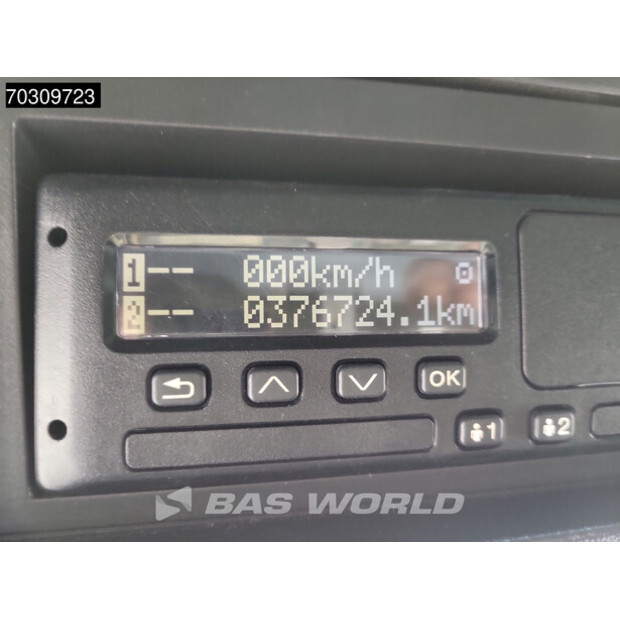 70309723
1-- 000km/h
2-- 0376724.1km
OK
1 2
BAS WORLD